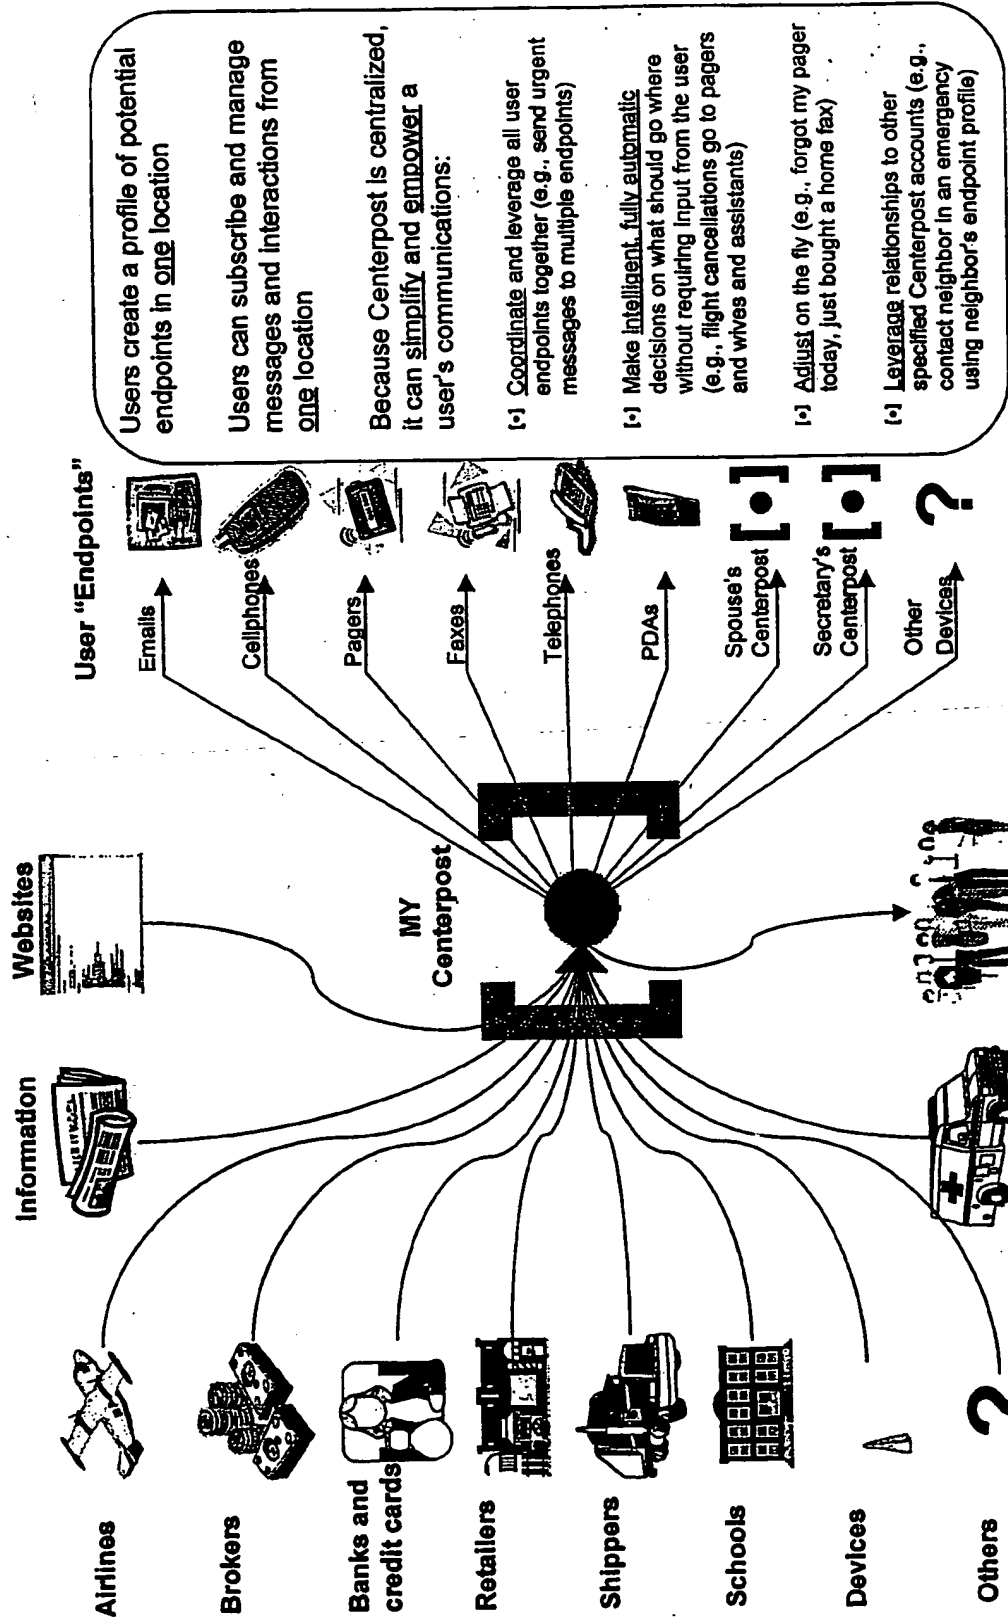 Airlines
Brokers
Banks and
credit cards
Retailers
Shippers
Schools
Devices
Others
?
Information
Websites
MY
Centerpost
User "Endpoints"
Emails
Cellphones
Pagers
Faxes
Telephones
PDAs
Spouse's
Centerpost
[•]
Secretary's
Centerpost
[•]
Other
Devices
?
Users create a profile of potential
endpoints in one location
Users can subscribe and manage
messages and Interactions from
one location
Because Centerpost is centralized,
it can simplify and empower a
user's communications:
[•] Coordinate and leverage all user
endpoints together (e.g., send urgent
messages to multiple endpoints)
[•] Make intelligent, fully automatic
decisions on what should go where
without requiring input from the user
(e.g., flight cancellations go to pagers
and wives and assistants)
[•] Adjust on the fly (e.g., forgot my pager
today, just bought a home fax)
[•] Leverage relationships to other
specified Centerpost accounts (e.g.,
contact neighbor in an emergency
using neighbor's endpoint profile)